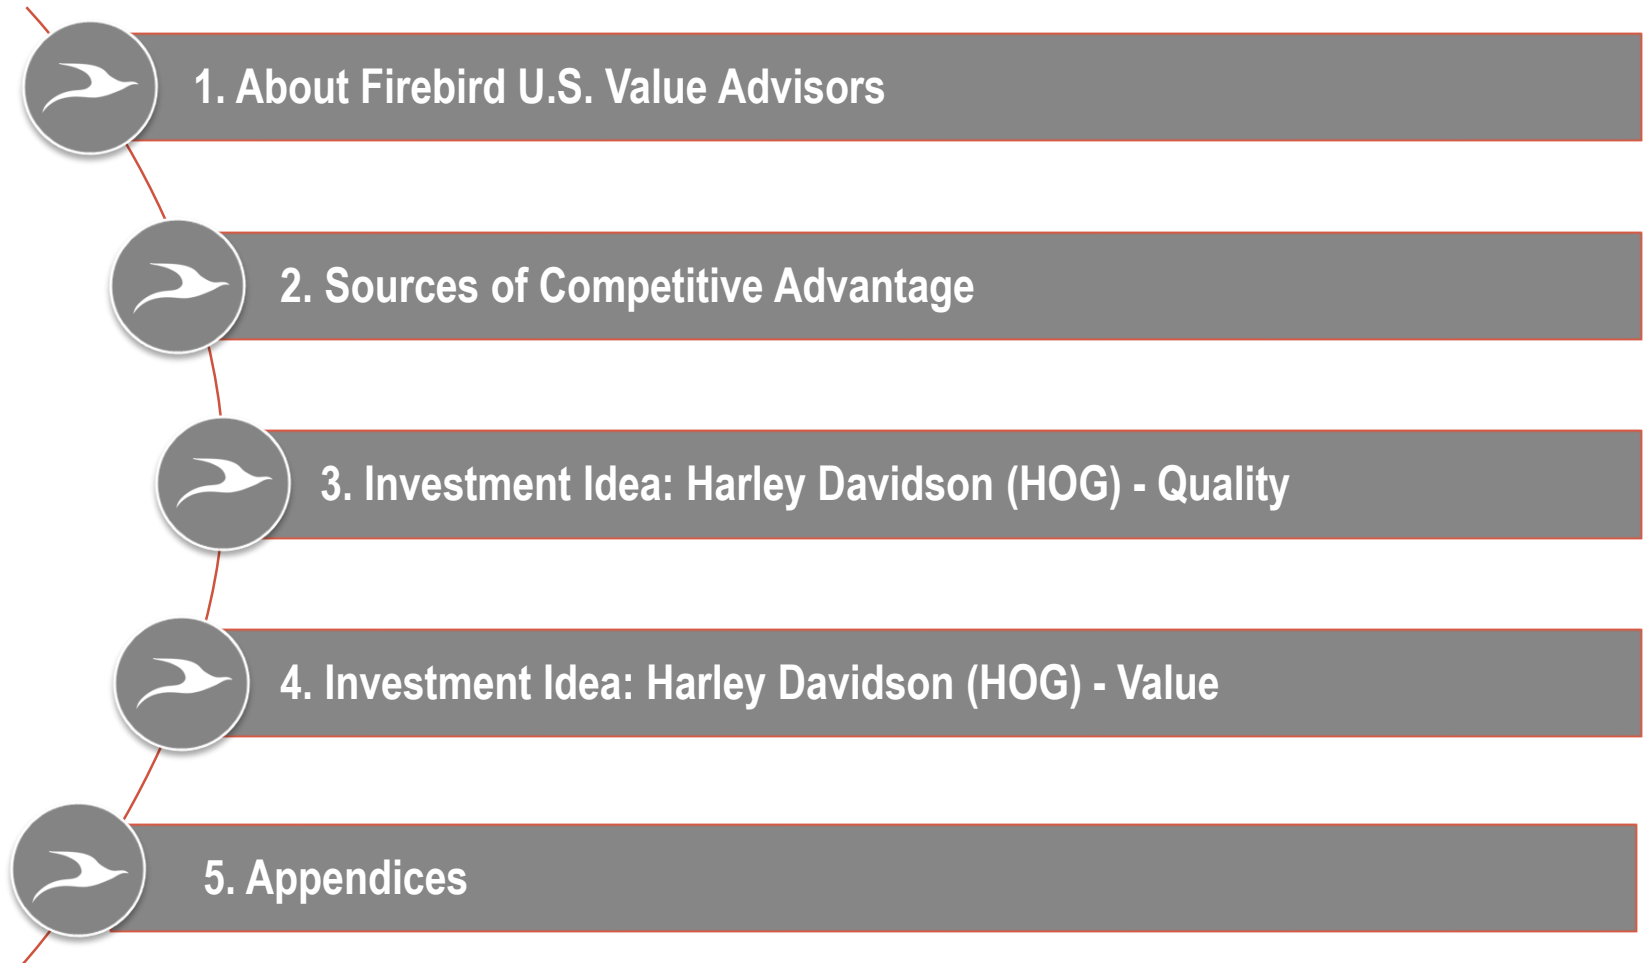 1. About Firebird U.S. Value Advisors
2. Sources of Competitive Advantage
3. Investment Idea: Harley Davidson (HOG) - Quality
4. Investment Idea: Harley Davidson (HOG) - Value
5. Appendices